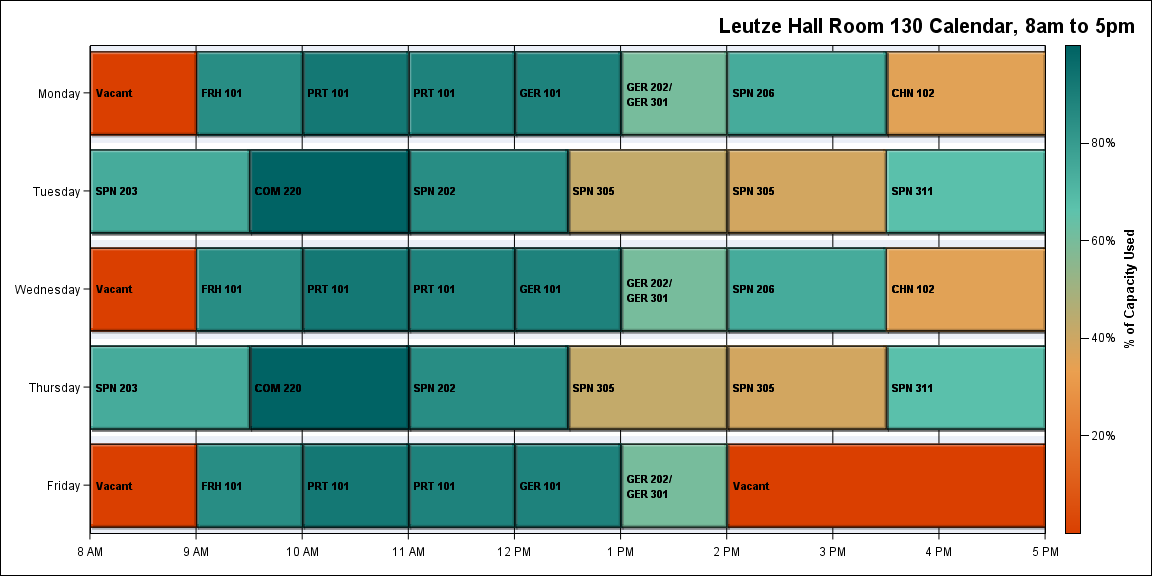 Leutze Hall Room 130 Calendar, 8am to 5pm
Monday
Vacant
FRH 101
PRT 101
PRT 101
GER 101
GER 202/
GER 301
SPN 206
CHN 102
Tuesday
SPN 203
COM 220
SPN 202
SPN 305
SPN 305
SPN 311
Wednesday
Vacant
FRH 101
PRT 101
PRT 101
GER 101
GER 202/
GER 301
SPN 206
CHN 102
Thursday
SPN 203
COM 220
SPN 202
SPN 305
SPN 305
SPN 311
Friday
Vacant
FRH 101
PRT 101
PRT 101
GER 101
GER 202/
GER 301
Vacant
8 AM
9 AM
10 AM
11 AM
12 PM
1 PM
2 PM
3 PM
4 PM
5 PM
80%
60%
40%
20%
% of Capacity Used